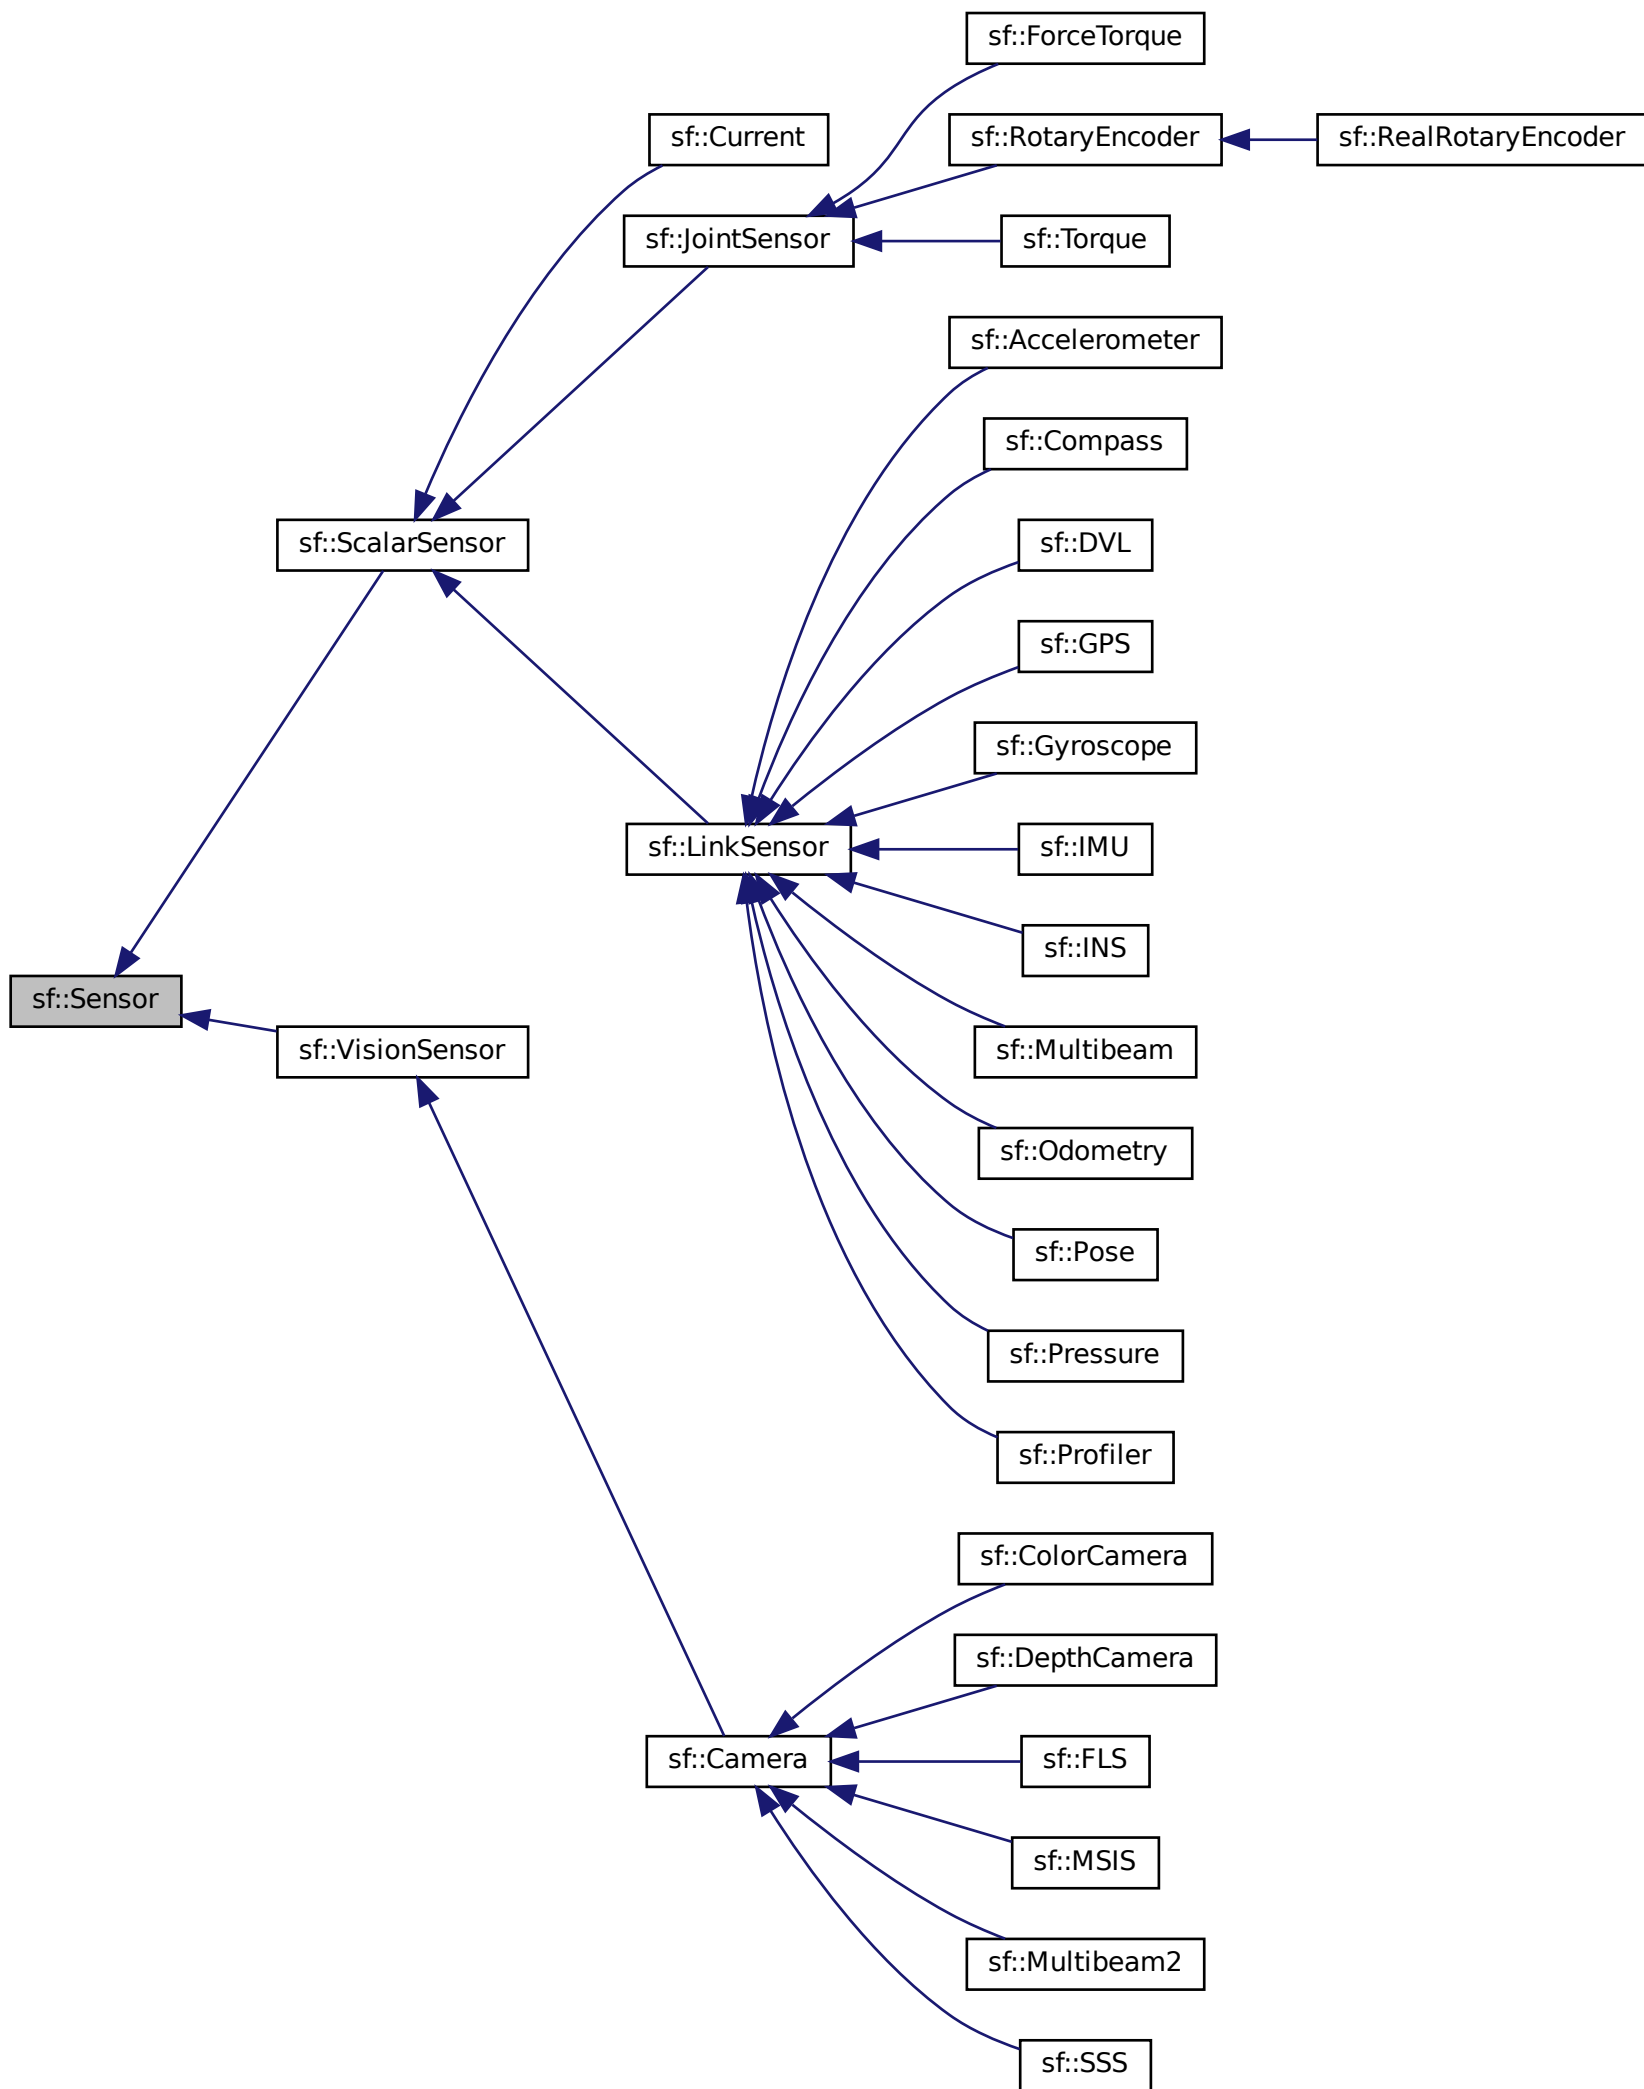 sf::ForceTorque
sf::Current
sf::RotaryEncoder
sf::RealRotaryEncoder
sf::JointSensor
sf::Torque
sf::Accelerometer
sf::Compass
sf::ScalarSensor
sf::DVL
sf::GPS
sf::Gyroscope
sf::LinkSensor
sf::IMU
sf::INS
sf::Sensor
sf::VisionSensor
sf::Multibeam
sf::Odometry
sf::Pose
sf::Pressure
sf::Profiler
sf::ColorCamera
sf::DepthCamera
sf::Camera
sf::FLS
sf::MSIS
sf::Multibeam2
sf::SSS